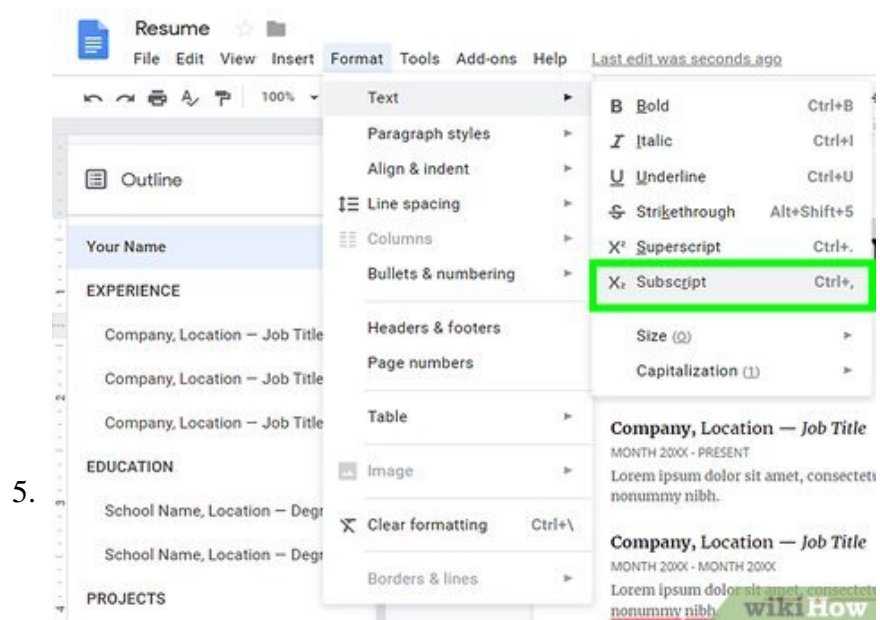 Resume
File Edit View Insert Format Tools Add-ons Help Last edit was seconds ago
100%
Outline
Your Name
EXPERIENCE
Company, Location — Job Title
Company, Location — Job Title
Company, Location — Job Title
EDUCATION
School Name, Location — Degr
School Name, Location — Degr
PROJECTS
Text
Paragraph styles
Align & indent
Line spacing
Columns
Bullets & numbering
Headers & footers
Page numbers
Table
Image
Clear formatting Ctrl+\
Borders & lines
B Bold Ctrl+B
I Italic Ctrl+I
U Underline Ctrl+U
S Strikethrough Alt+Shift+5
X² Superscript Ctrl+.
X₂ Subscript Ctrl+,
Size (O)
Capitalization (1)
Company, Location — Job Title
MONTH 20XX - PRESENT
Lorem ipsum dolor sit amet, consectetu
nonummy nibh.
Company, Location — Job Title
MONTH 20XX - MONTH 20XX
Lorem ipsum dolor sit amet, consectetu
nonummy nibh
wikiHow
5.
1
2
3
4